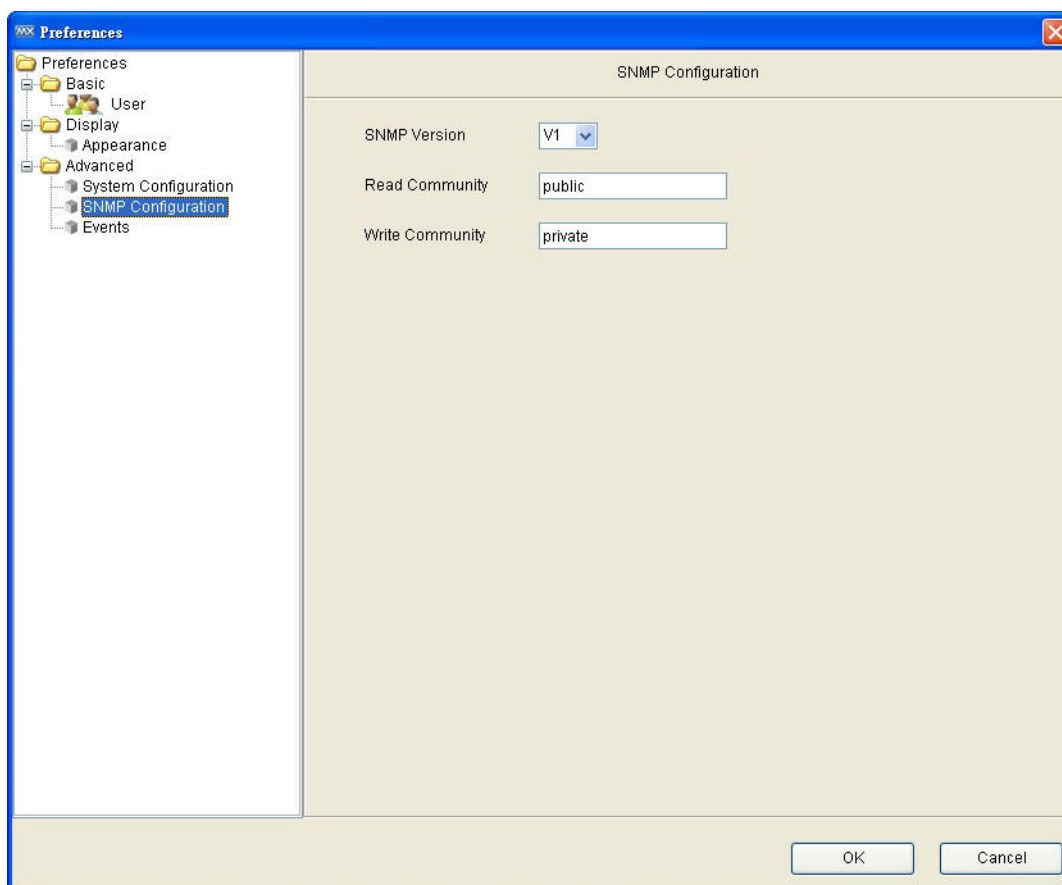 MX Preferences
Preferences
Basic
User
Display
Appearance
Advanced
System Configuration
SNMP Configuration
Events
SNMP Configuration
SNMP Version V1
Read Community public
Write Community private
OK Cancel